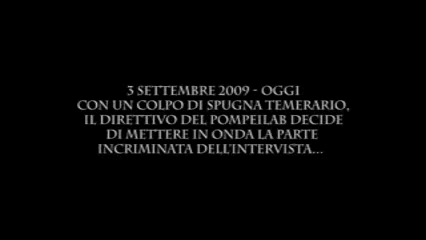 3 SETTEMBRE 2009 - OGGI
CON UN COLPO DI SPUGNA TEMERARIO,
IL DIRETTIVO DEL POMPEILAB DECIDE
DI METTERE IN ONDA LA PARTE
INCRIMINATA DELL'INTERVISTA...